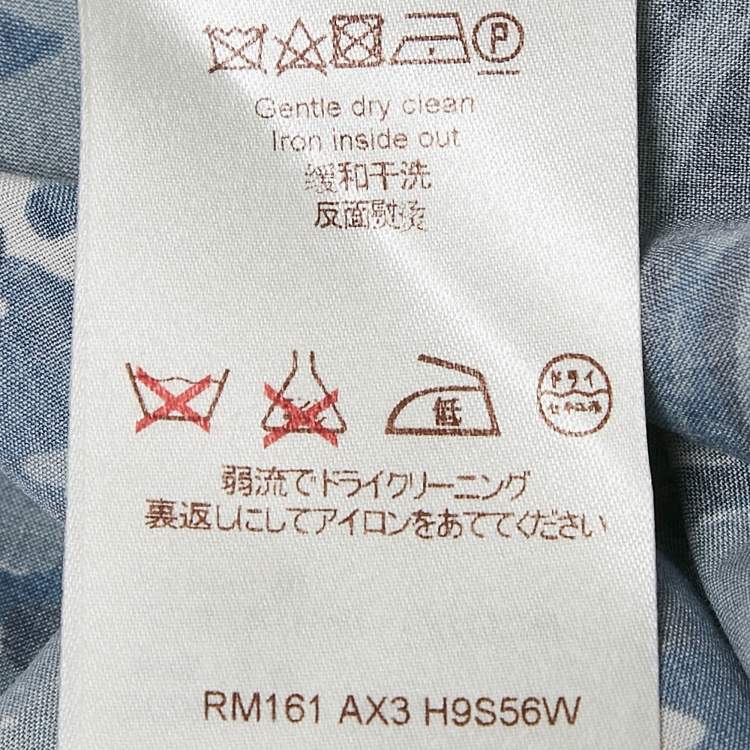 P
Gentle dry clean
Iron inside out
缓和干洗
反面熨烫
低
ドライ
弱流でドライクリーニング
裏返しにしてアイロンをあててください
RM161 AX3 H9S56W